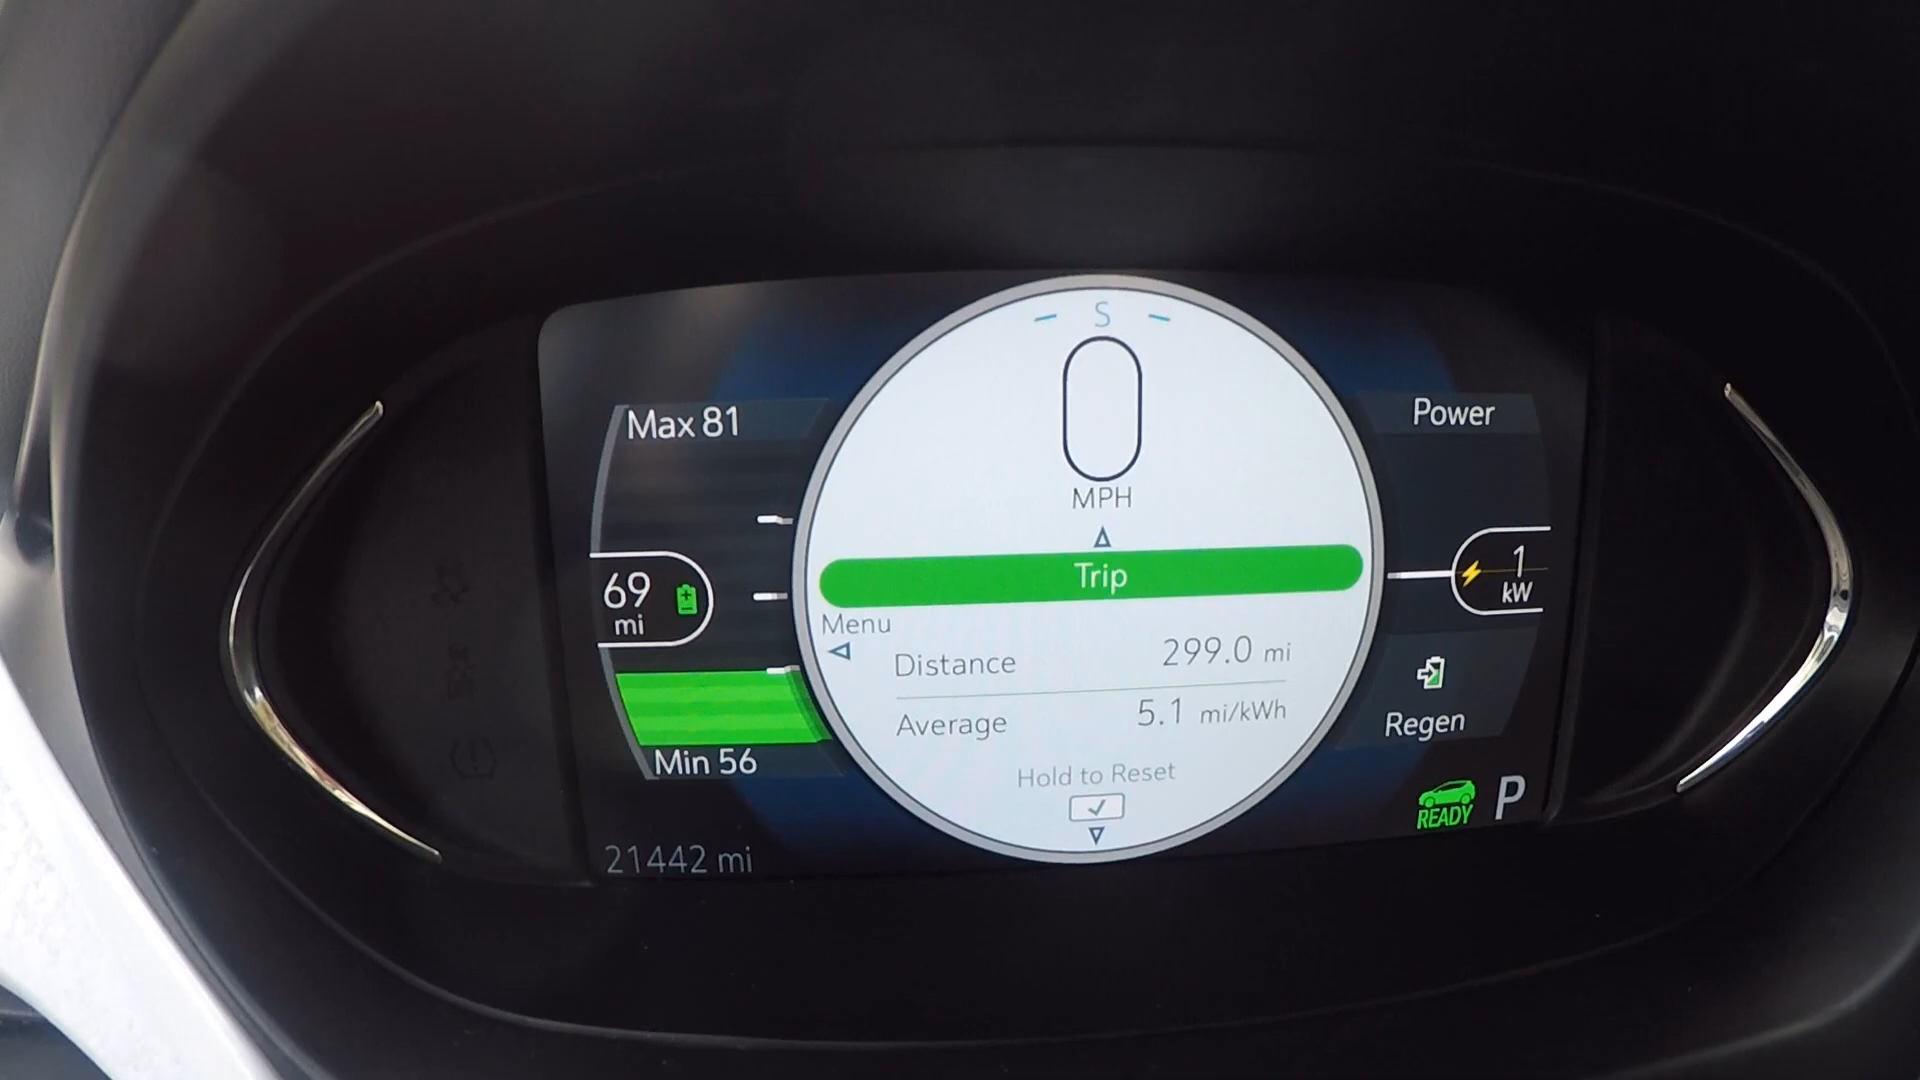 S
0
MPH
Max 81
Power
69
mi
1
kW
Trip
Menu
Distance 299.0 mi
Average 5.1 mi/kWh
Regen
Min 56
Hold to Reset
READY P
21442 mi